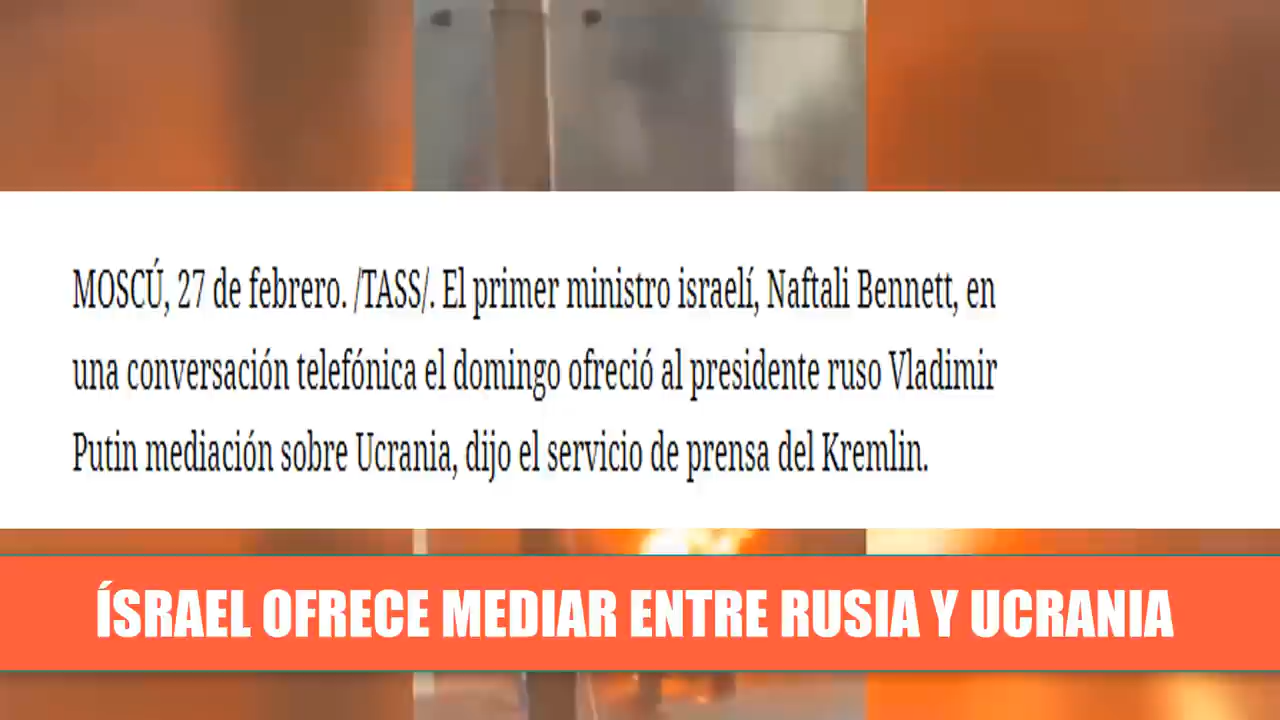 MOSCÚ, 27 de febrero. /TASS/. El primer ministro israelí, Naftali Bennett, en
una conversación telefónica el domingo ofreció al presidente ruso Vladimir
Putin mediación sobre Ucrania, dijo el servicio de prensa del Kremlin.
ÍSRAEL OFRECE MEDIAR ENTRE RUSIA Y UCRANIA